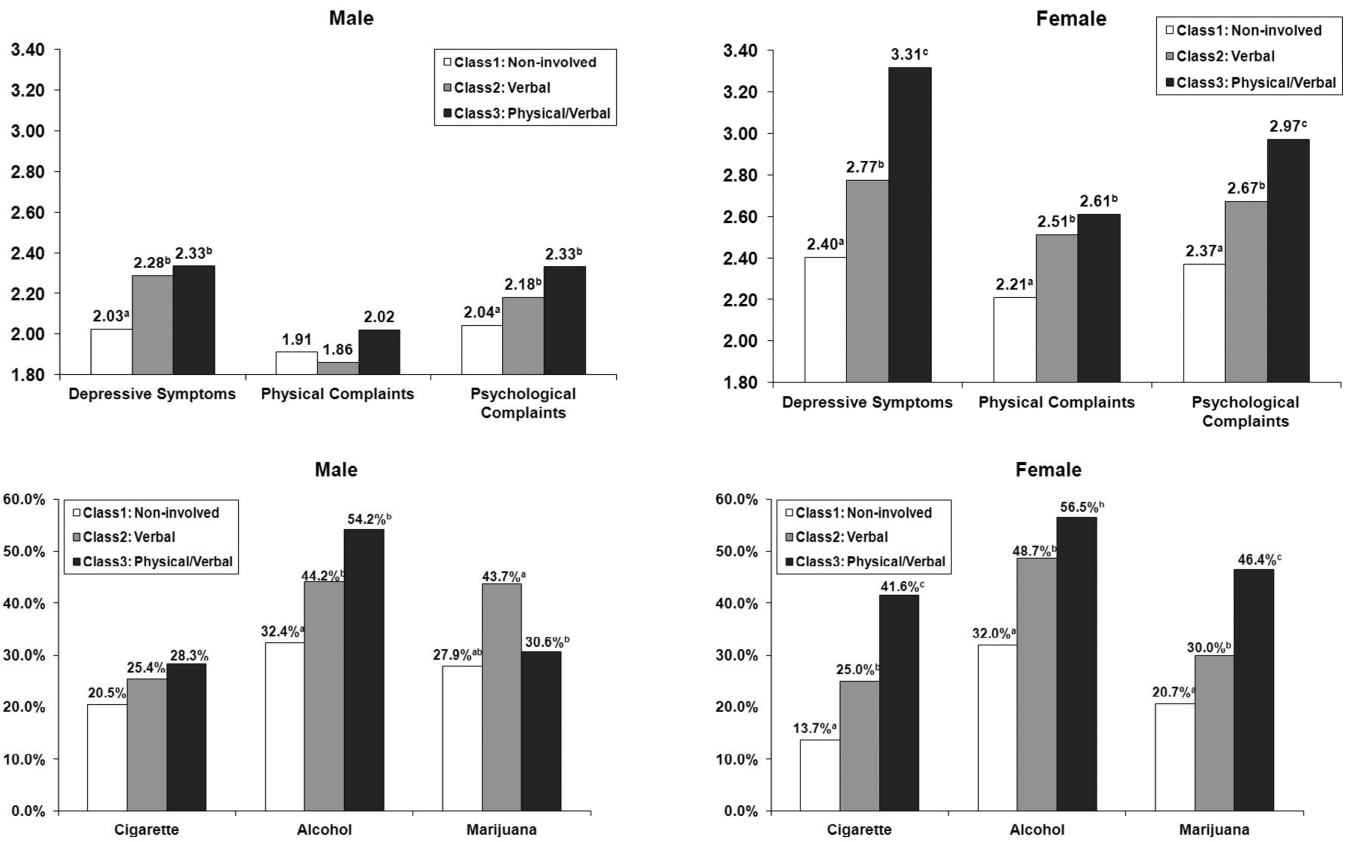 Male
3.40
3.20
3.00
2.80
2.60
2.40
2.20
2.00
1.80
Class1: Non-involved
Class2: Verbal
Class3: Physical/Verbal
2.03ᵃ
2.28ᵇ
2.33ᵇ
1.91
1.86
2.02
2.04ᵃ
2.18ᵇ
2.33ᵇ
Depressive Symptoms
Physical Complaints
Psychological
Complaints
Female
3.40
3.20
3.00
2.80
2.60
2.40
2.20
2.00
1.80
Class1: Non-involved
Class2: Verbal
Class3: Physical/Verbal
2.40ᵃ
2.77ᵇ
3.31ᶜ
2.21ᵃ
2.51ᵇ
2.61ᵇ
2.37ᵃ
2.67ᵇ
2.97ᶜ
Depressive Symptoms
Physical Complaints
Psychological
Complaints
Male
60.0%
50.0%
40.0%
30.0%
20.0%
10.0%
0.0%
Class1: Non-involved
Class2: Verbal
Class3: Physical/Verbal
20.5%
25.4%
28.3%
32.4%ᵃ
44.2%ᵇ
54.2%ᵇ
27.9%ᵃᵇ
43.7%ᵃ
30.6%ᵇ
Cigarette
Alcohol
Marijuana
Female
60.0%
50.0%
40.0%
30.0%
20.0%
10.0%
0.0%
Class1: Non-involved
Class2: Verbal
Class3: Physical/Verbal
13.7%ᵃ
25.0%ᵇ
41.6%ᶜ
32.0%ᵃ
48.7%ᵇ
56.5%ʰ
20.7%ᵃ
30.0%ᵇ
46.4%ᶜ
Cigarette
Alcohol
Marijuana